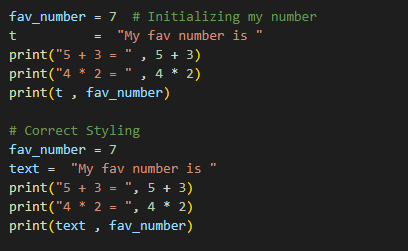 fav_number = 7  # Initializing my number
t          =  "My fav number is "
print("5 + 3 = " , 5 + 3)
print("4 * 2 = " , 4 * 2)
print(t , fav_number)

# Correct Styling
fav_number = 7
text =  "My fav number is "
print("5 + 3 = ", 5 + 3)
print("4 * 2 = ", 4 * 2)
print(text , fav_number)